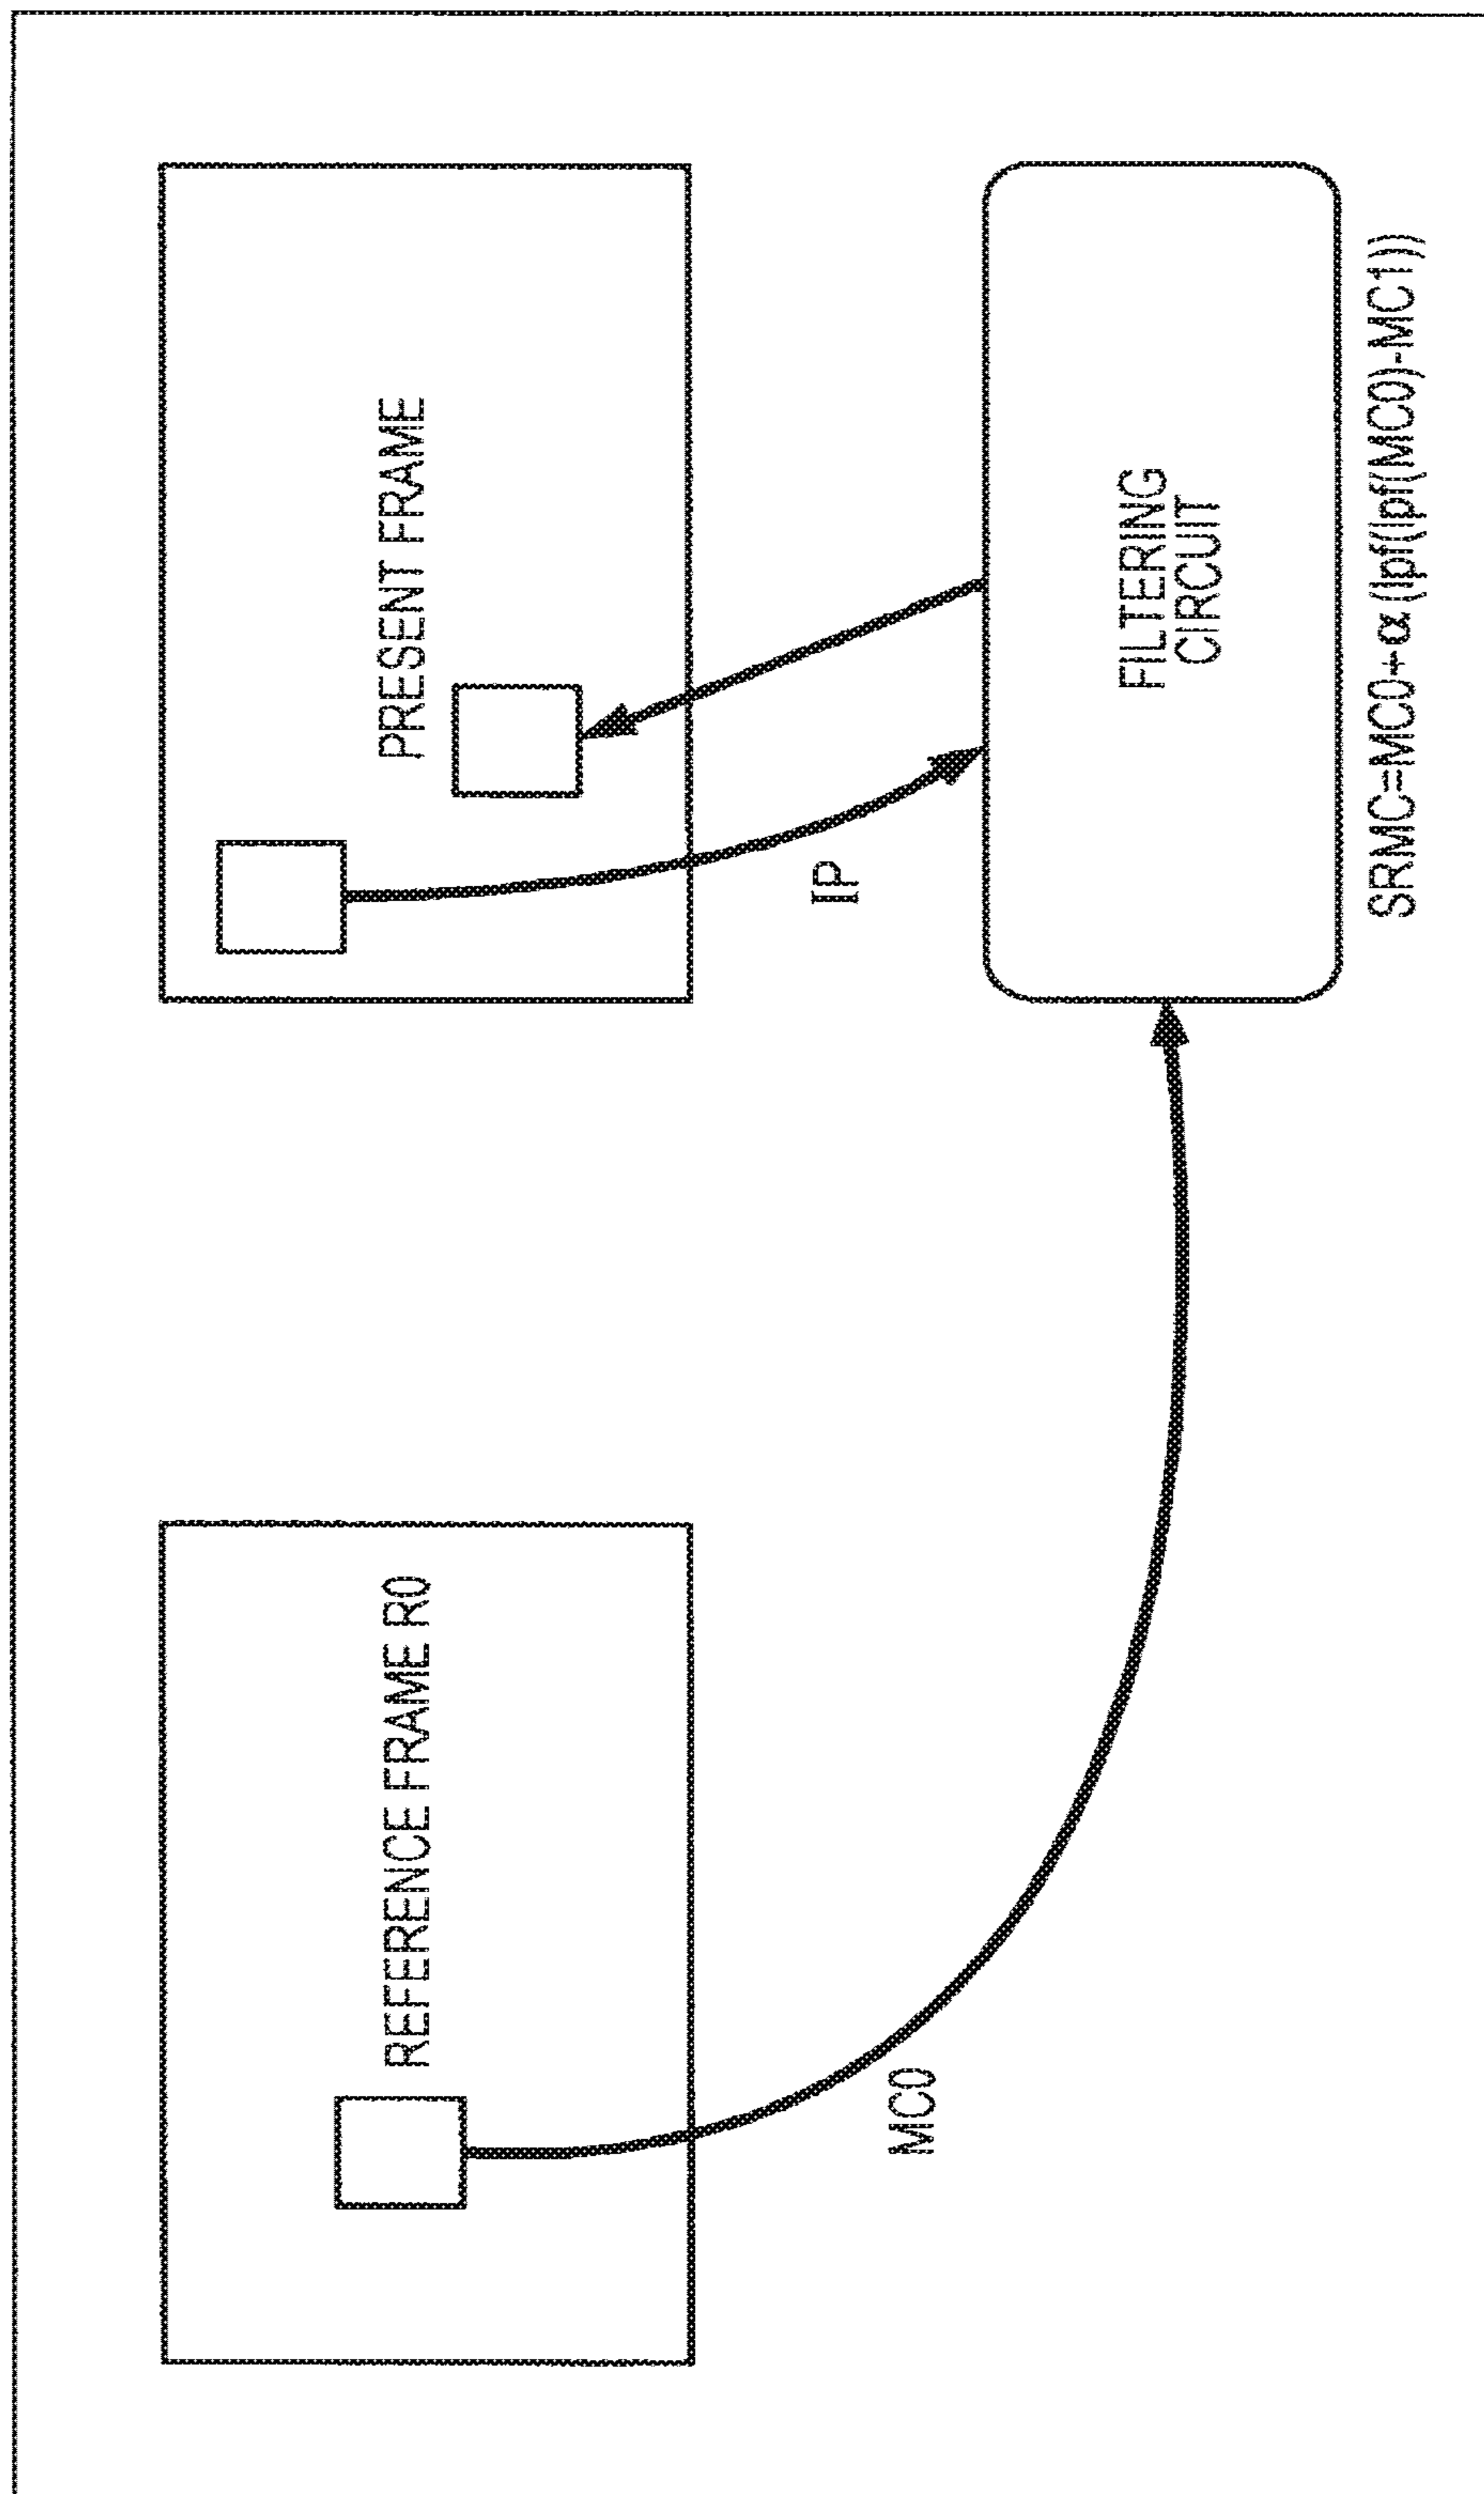 REFERENCE FRAME R0
PRESENT FRAME
MC0
IP
FILTERING
CIRCUIT
SRMC=MC0+α(lpf(lpf(MC0)-MC1))